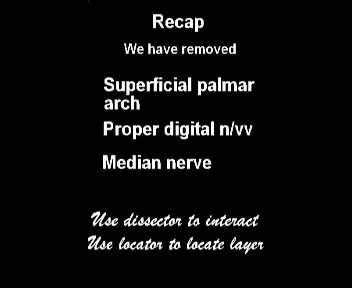 Recap
We have removed
Superficial palmar
arch
Proper digital n/vv
Median nerve
Use dissector to interact
Use locator to locate layer